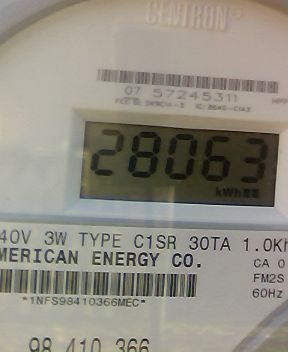 CENTRON
07 57245311
28063
kWh
40V 3W TYPE C1SR 30TA 1.0Kh
MERICAN ENERGY CO.
CA 0
FM2S
*1NFS98410366MEC*
60Hz
98 410 366